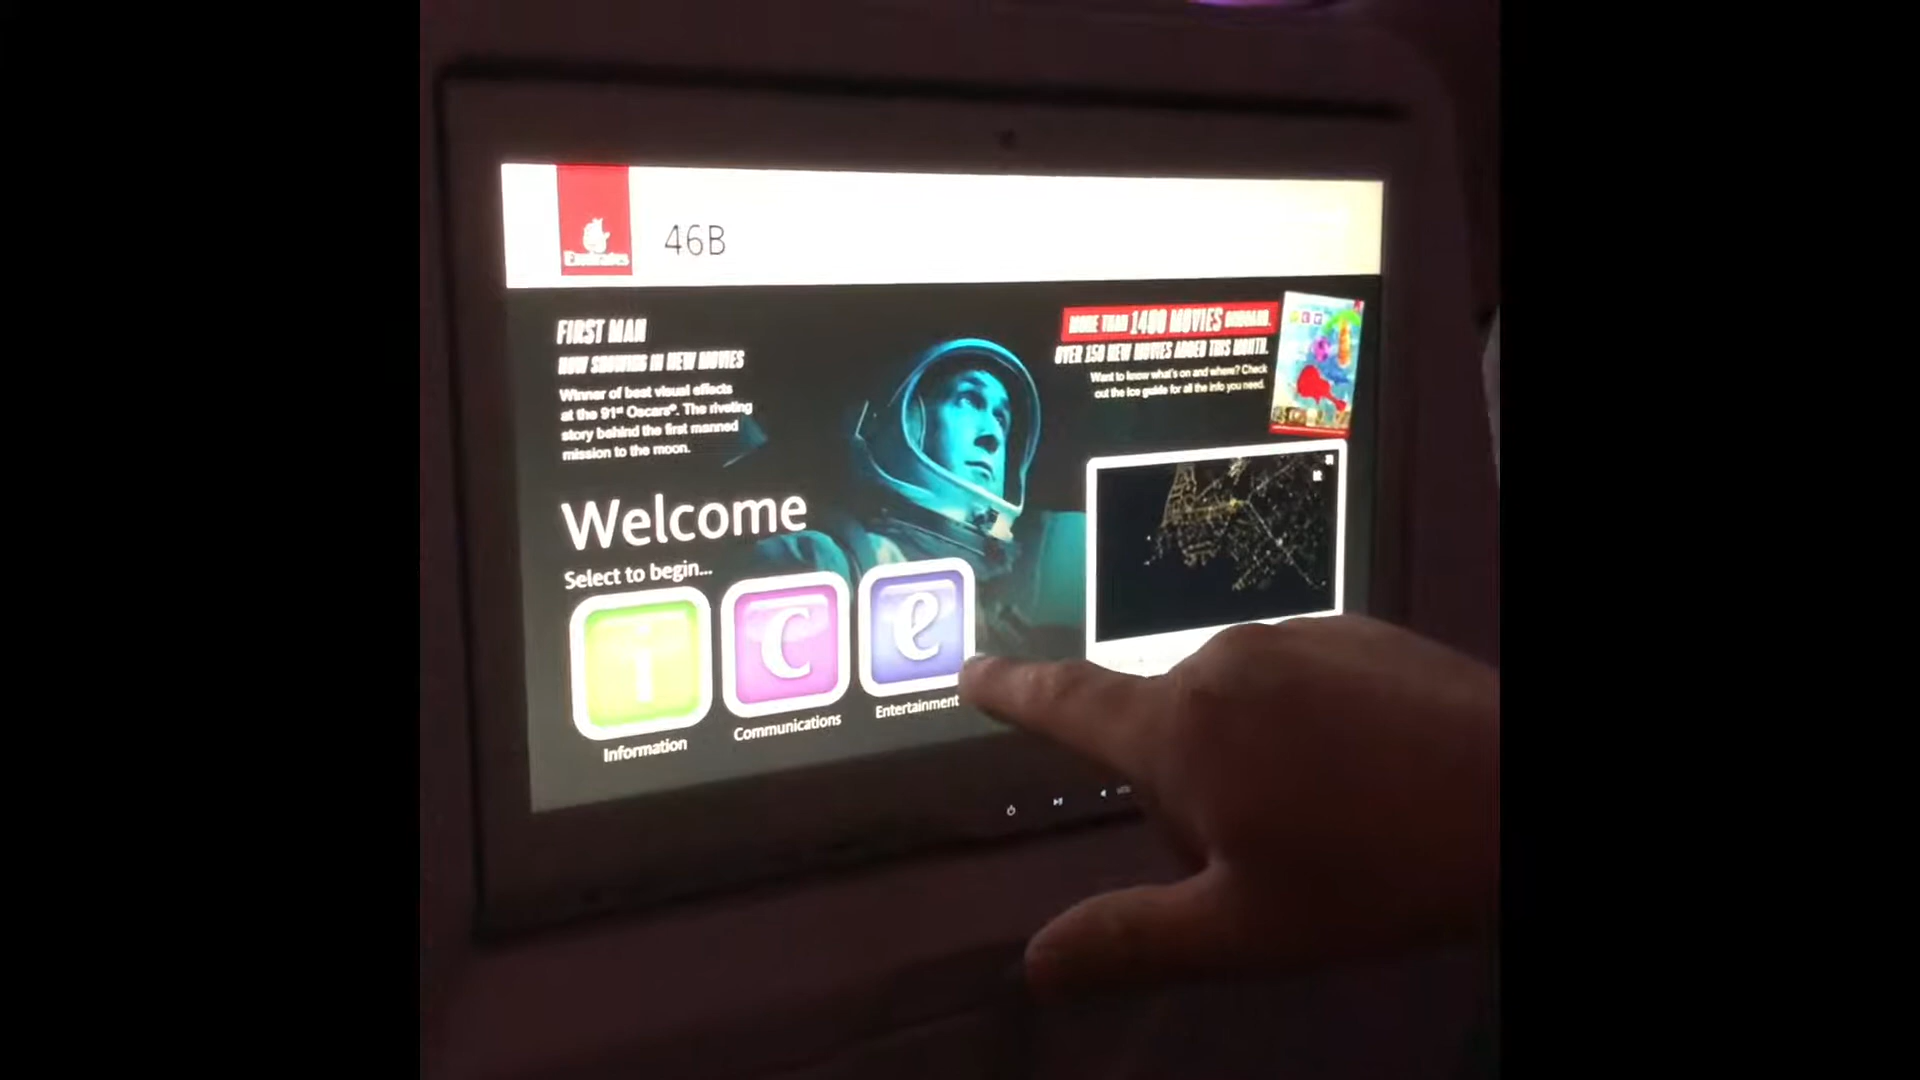 Emirates
46B
FIRST MAN
NOW SHOWING IN NEW MOVIES
Winner of best visual effects
at the 91st Oscars®. The riveting
story behind the first manned
mission to the moon.
MORE THAN 1400 MOVIES ONBOARD.
OVER 150 NEW MOVIES ADDED THIS MONTH.
Want to know what's on and where? Check
out the ice guide for all the info you need.
ice
Welcome
Select to begin...
i
c
e
Information
Communications
Entertainment